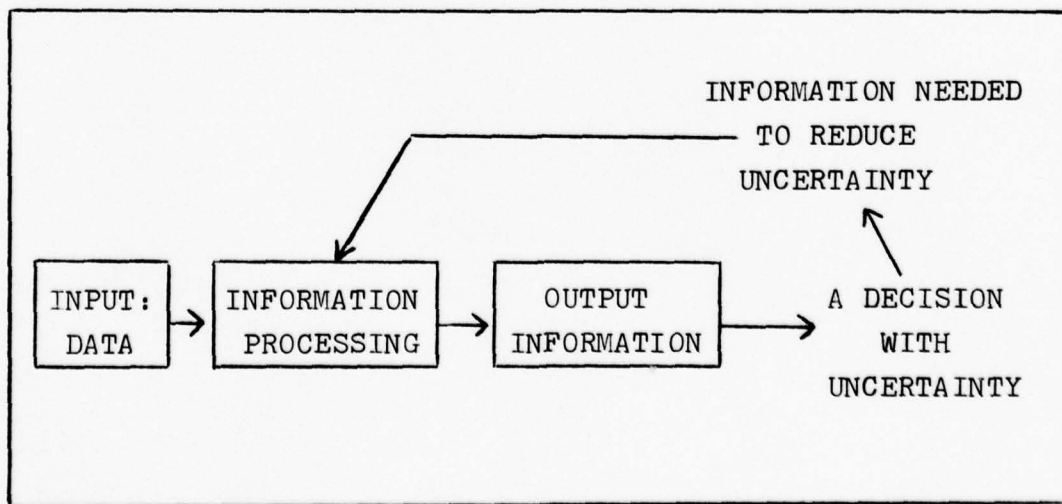 INFORMATION NEEDED
TO REDUCE
UNCERTAINTY
INPUT:
DATA
INFORMATION
PROCESSING
OUTPUT
INFORMATION
A DECISION
WITH
UNCERTAINTY